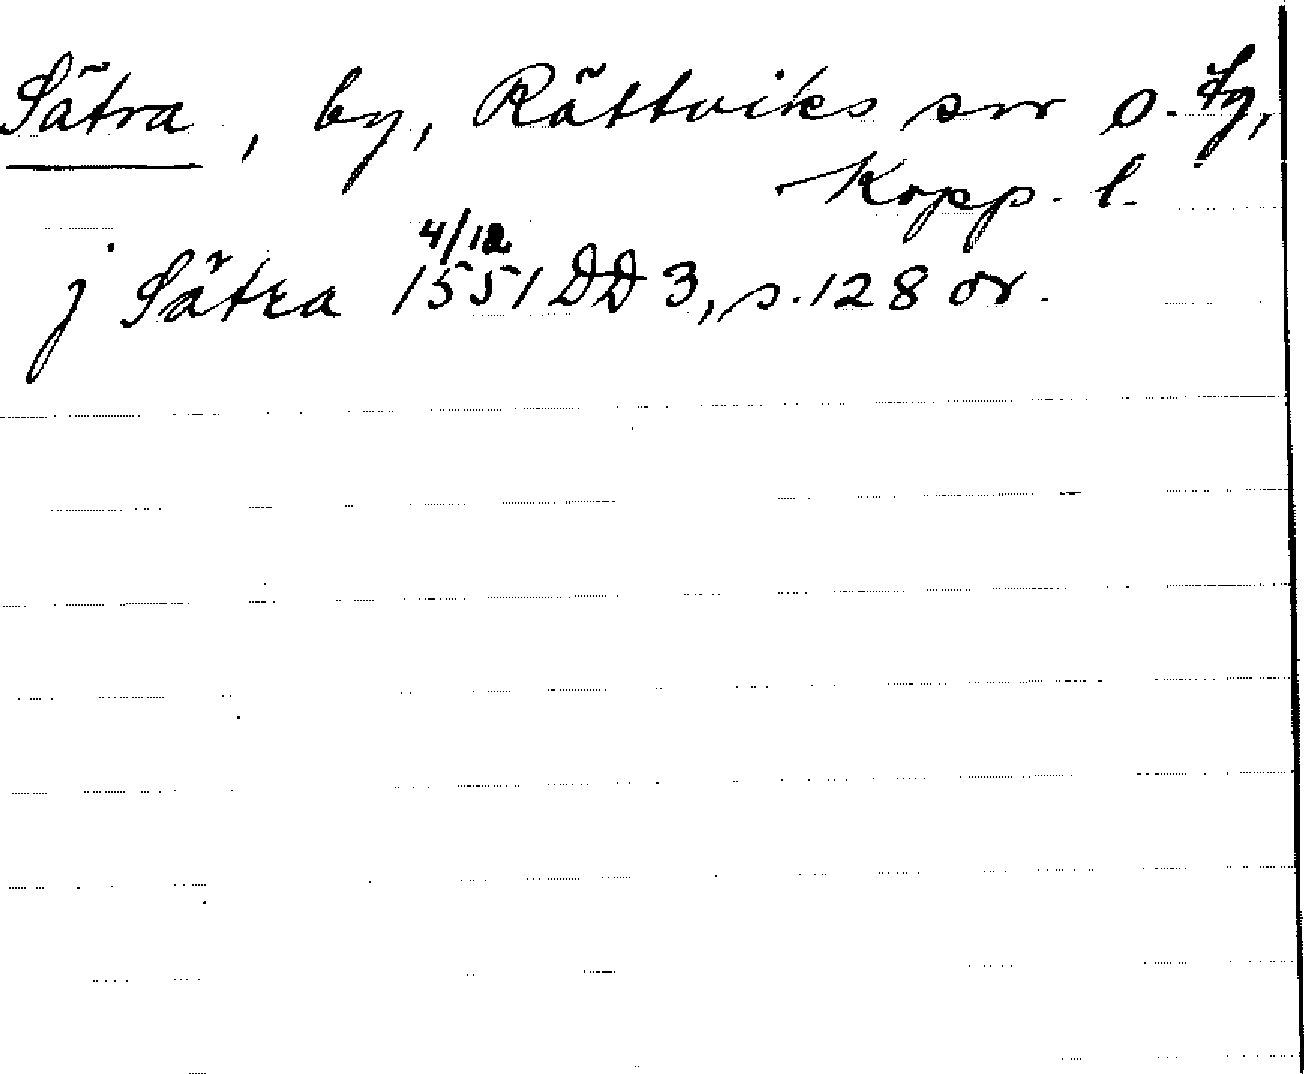 Sätra, by, Rättviks sn o. tg,
Kopp. l.
j Sätra 4/12 1551 DD 3, s. 128 or.